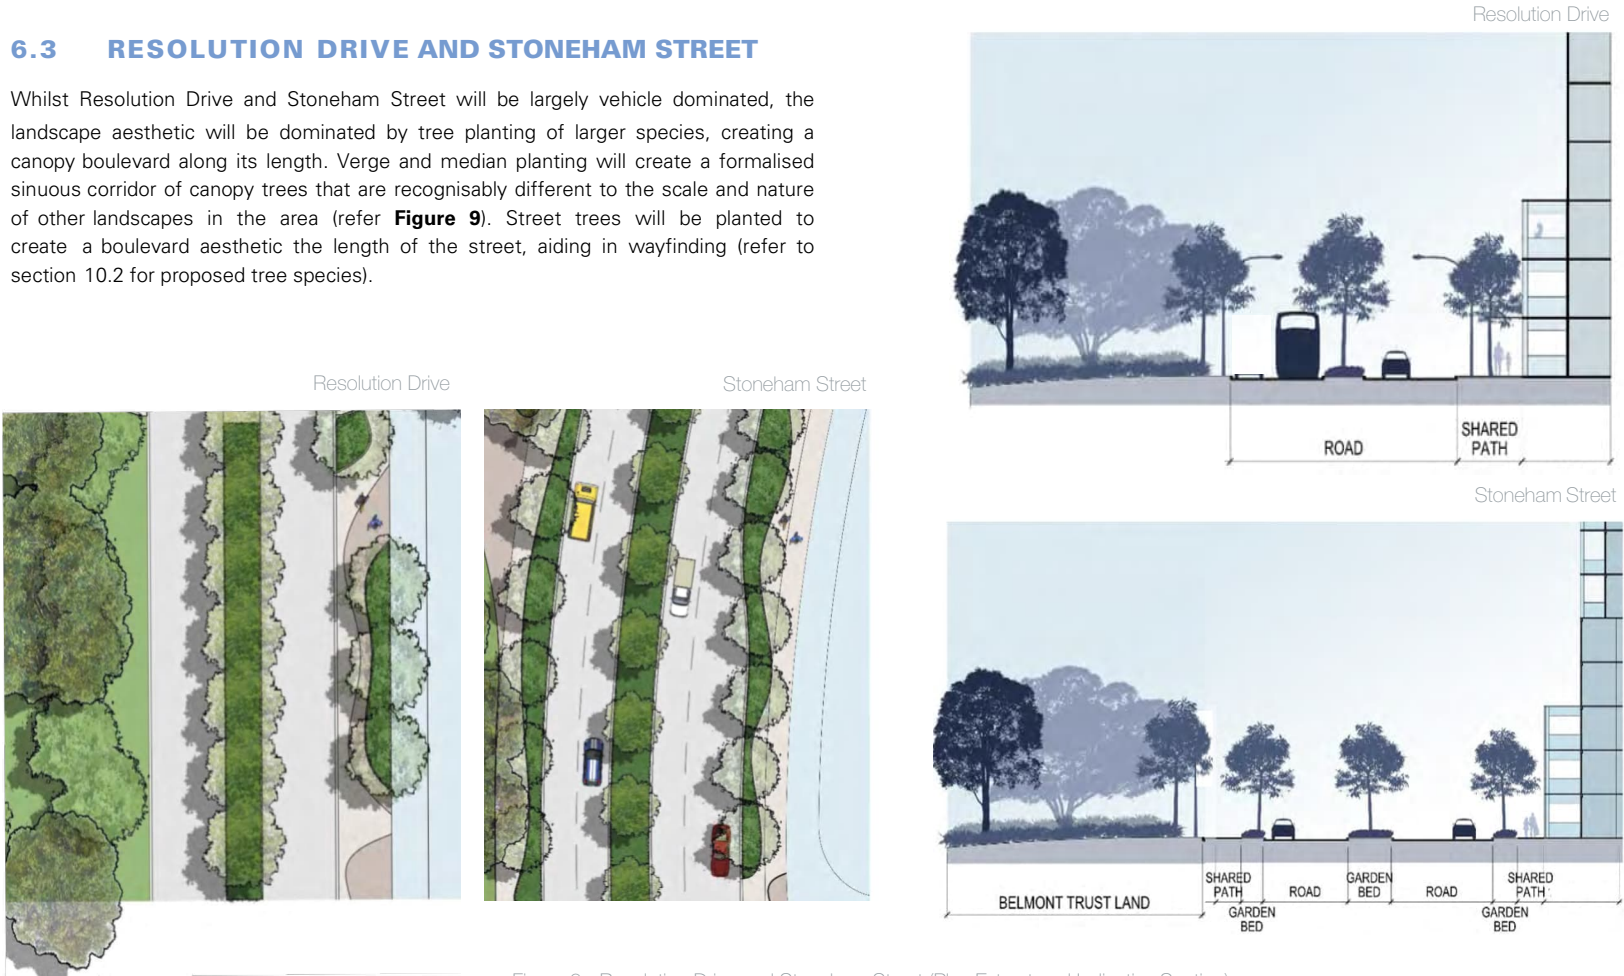 6.3 RESOLUTION DRIVE AND STONEHAM STREET
Whilst Resolution Drive and Stoneham Street will be largely vehicle dominated, the
landscape aesthetic will be dominated by tree planting of larger species, creating a
canopy boulevard along its length. Verge and median planting will create a formalised
sinuous corridor of canopy trees that are recognisably different to the scale and nature
of other landscapes in the area (refer Figure 9). Street trees will be planted to
create a boulevard aesthetic the length of the street, aiding in wayfinding (refer to
section 10.2 for proposed tree species).
Resolution Drive
Stoneham Street
Resolution Drive
ROAD
SHARED
PATH
Stoneham Street
BELMONT TRUST LAND
SHARED
PATH
GARDEN
BED
ROAD
GARDEN
BED
ROAD
GARDEN
BED
SHARED
PATH